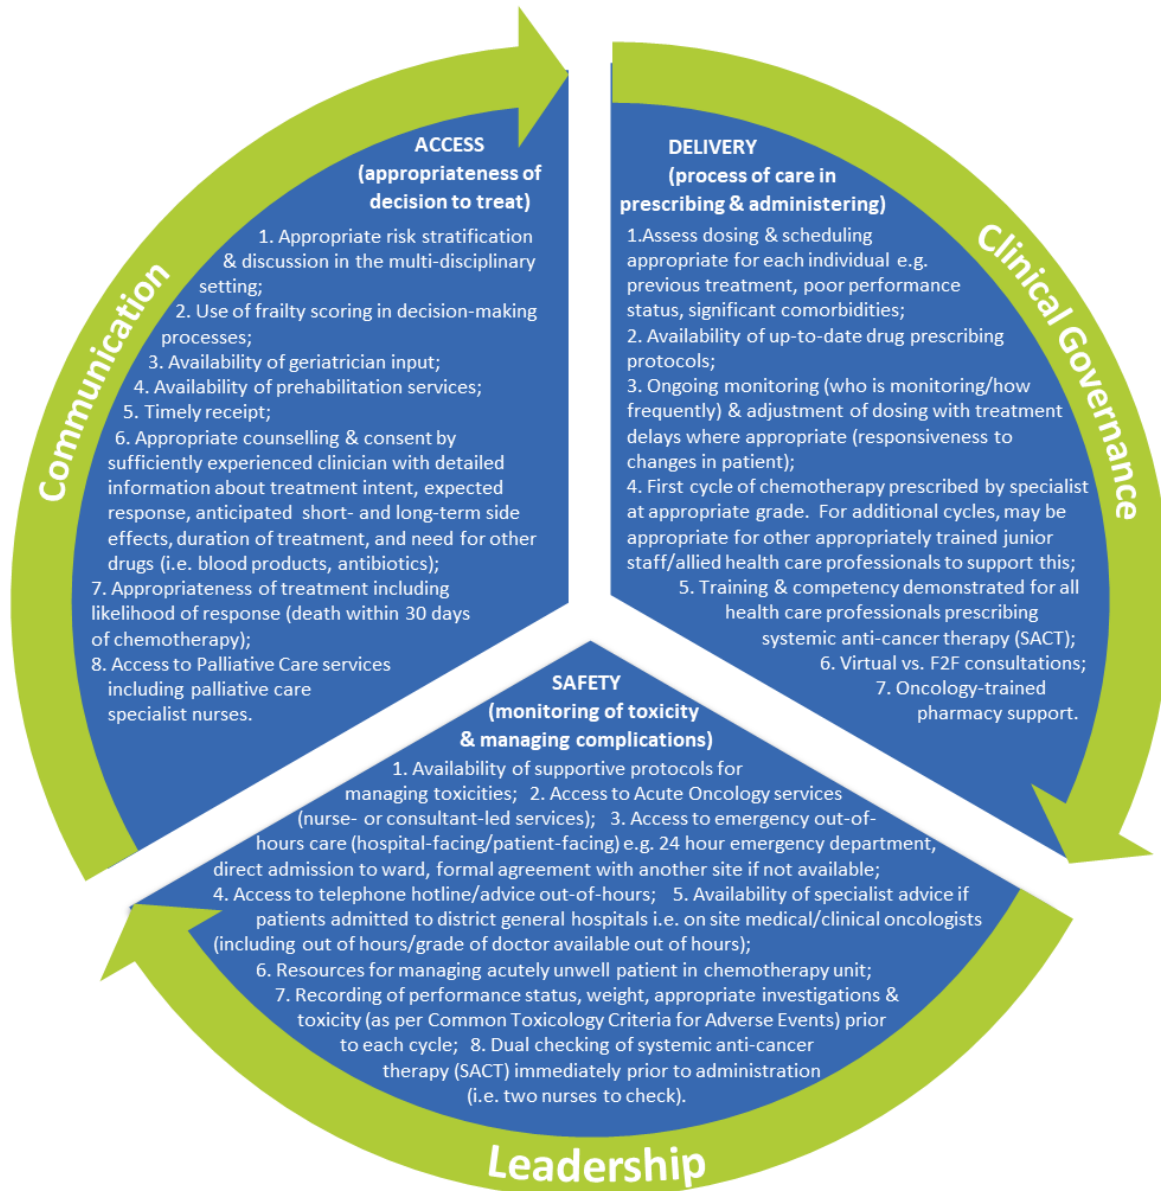 ACCESS
(appropriateness of
decision to treat)
1. Appropriate risk stratification
& discussion in the multi-disciplinary
setting;
2. Use of frailty scoring in decision-making
processes;
3. Availability of geriatrician input;
4. Availability of prehabilitation services;
5. Timely receipt;
6. Appropriate counselling & consent by
sufficiently experienced clinician with detailed
information about treatment intent, expected
response, anticipated short- and long-term side
effects, duration of treatment, and need for other
drugs (i.e. blood products, antibiotics);
7. Appropriateness of treatment including
likelihood of response (death within 30 days
of chemotherapy);
8. Access to Palliative Care services
including palliative care
specialist nurses.
DELIVERY
(process of care in
prescribing & administering)
1.Assess dosing & scheduling
appropriate for each individual e.g.
previous treatment, poor performance
status, significant comorbidities;
2. Availability of up-to-date drug prescribing
protocols;
3. Ongoing monitoring (who is monitoring/how
frequently) & adjustment of dosing with treatment
delays where appropriate (responsiveness to
changes in patient);
4. First cycle of chemotherapy prescribed by specialist
at appropriate grade. For additional cycles, may be
appropriate for other appropriately trained junior
staff/allied health care professionals to support this;
5. Training & competency demonstrated for all
health care professionals prescribing
systemic anti-cancer therapy (SACT);
6. Virtual vs. F2F consultations;
7. Oncology-trained
pharmacy support.
SAFETY
(monitoring of toxicity
& managing complications)
1. Availability of supportive protocols for
managing toxicities; 2. Access to Acute Oncology services
(nurse- or consultant-led services); 3. Access to emergency out-of-
hours care (hospital-facing/patient-facing) e.g. 24 hour emergency department,
direct admission to ward, formal agreement with another site if not available;
4. Access to telephone hotline/advice out-of-hours; 5. Availability of specialist advice if
patients admitted to district general hospitals i.e. on site medical/clinical oncologists
(including out of hours/grade of doctor available out of hours);
6. Resources for managing acutely unwell patient in chemotherapy unit;
7. Recording of performance status, weight, appropriate investigations &
toxicity (as per Common Toxicology Criteria for Adverse Events) prior
to each cycle; 8. Dual checking of systemic anti-cancer
therapy (SACT) immediately prior to administration
(i.e. two nurses to check).
Communication
Clinical Governance
Leadership